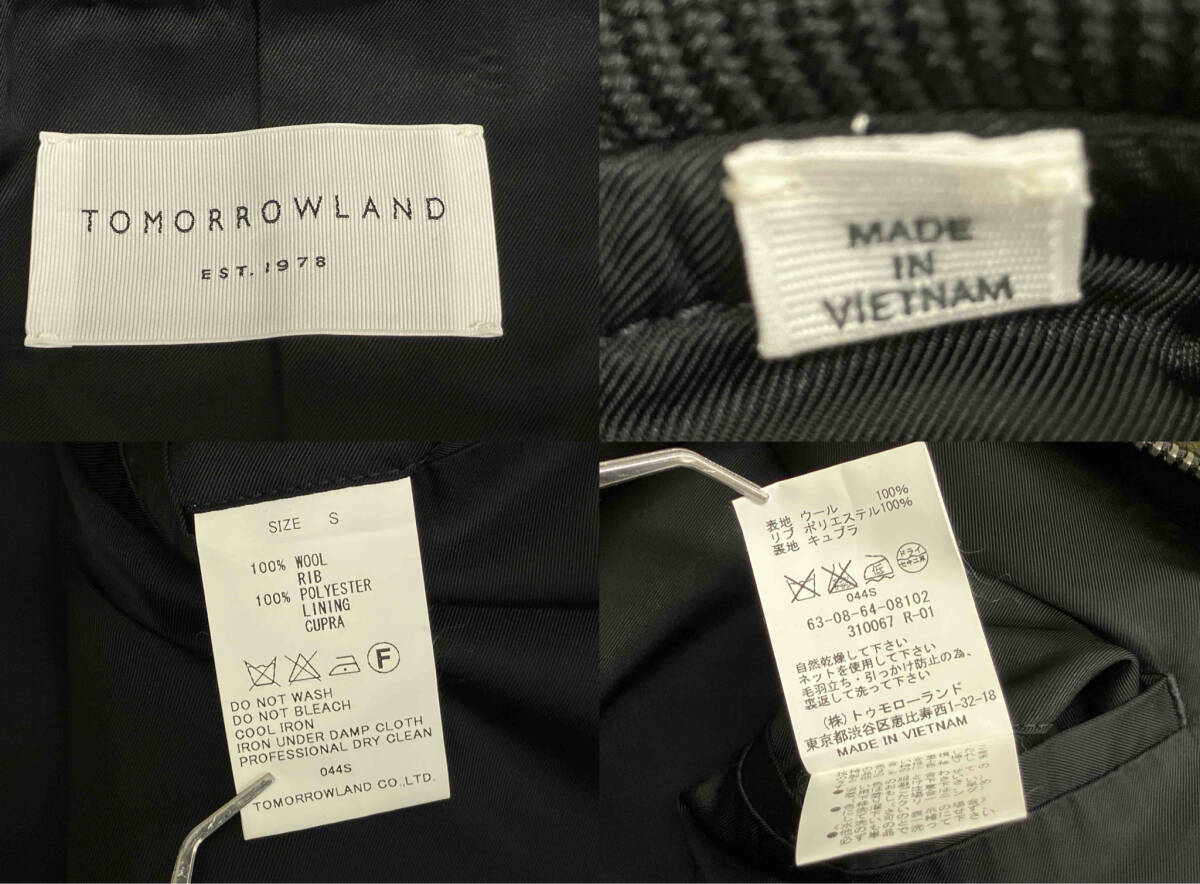 TOMORROWLAND
EST. 1978
MADE
IN
VIETNAM
SIZE S
100% WOOL
RIB
100% POLYESTER
LINING
CUPRA
F
DO NOT WASH
DO NOT BLEACH
COOL IRON
IRON UNDER DAMP CLOTH
PROFESSIONAL DRY CLEAN
044S
TOMORROWLAND CO.,LTD.
表地 ウール 100%
リブ ポリエステル100%
裏地 キュプラ
低 ドライ
044S
63-08-64-08102
310067 R-01
自然乾燥して下さい
ネットを使用して下さい
毛羽立ち・引っかけ防止の為、
裏返して洗って下さい
(株)トゥモローランド
東京都渋谷区恵比寿西1-32-18
MADE IN VIETNAM